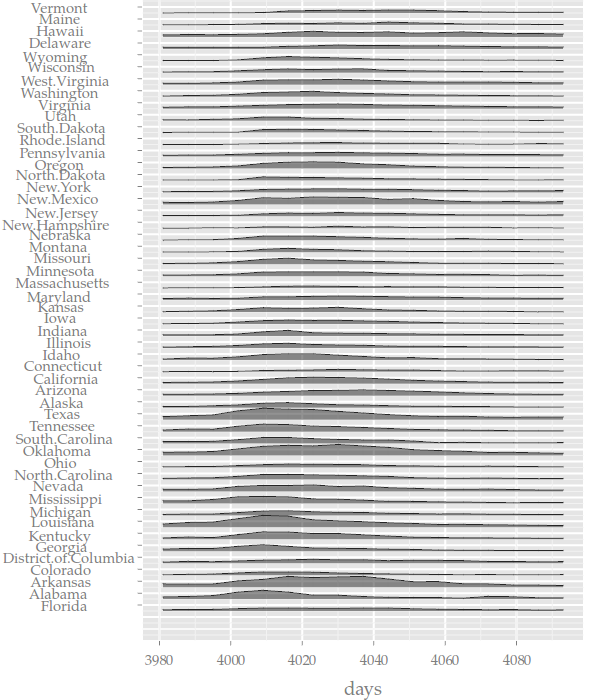 Vermont
Maine
Hawaii
Delaware
Wyoming
Wisconsin
West.Virginia
Washington
Virginia
Utah
South.Dakota
Rhode.Island
Pennsylvania
Oregon
North.Dakota
New.York
New.Mexico
New.Jersey
New.Hampshire
Nebraska
Montana
Missouri
Minnesota
Massachusetts
Maryland
Kansas
Iowa
Indiana
Illinois
Idaho
Connecticut
California
Arizona
Alaska
Texas
Tennessee
South.Carolina
Oklahoma
Ohio
North.Carolina
Nevada
Mississippi
Michigan
Louisiana
Kentucky
Georgia
District.of.Columbia
Colorado
Arkansas
Alabama
Florida
3980 4000 4020 4040 4060 4080
days